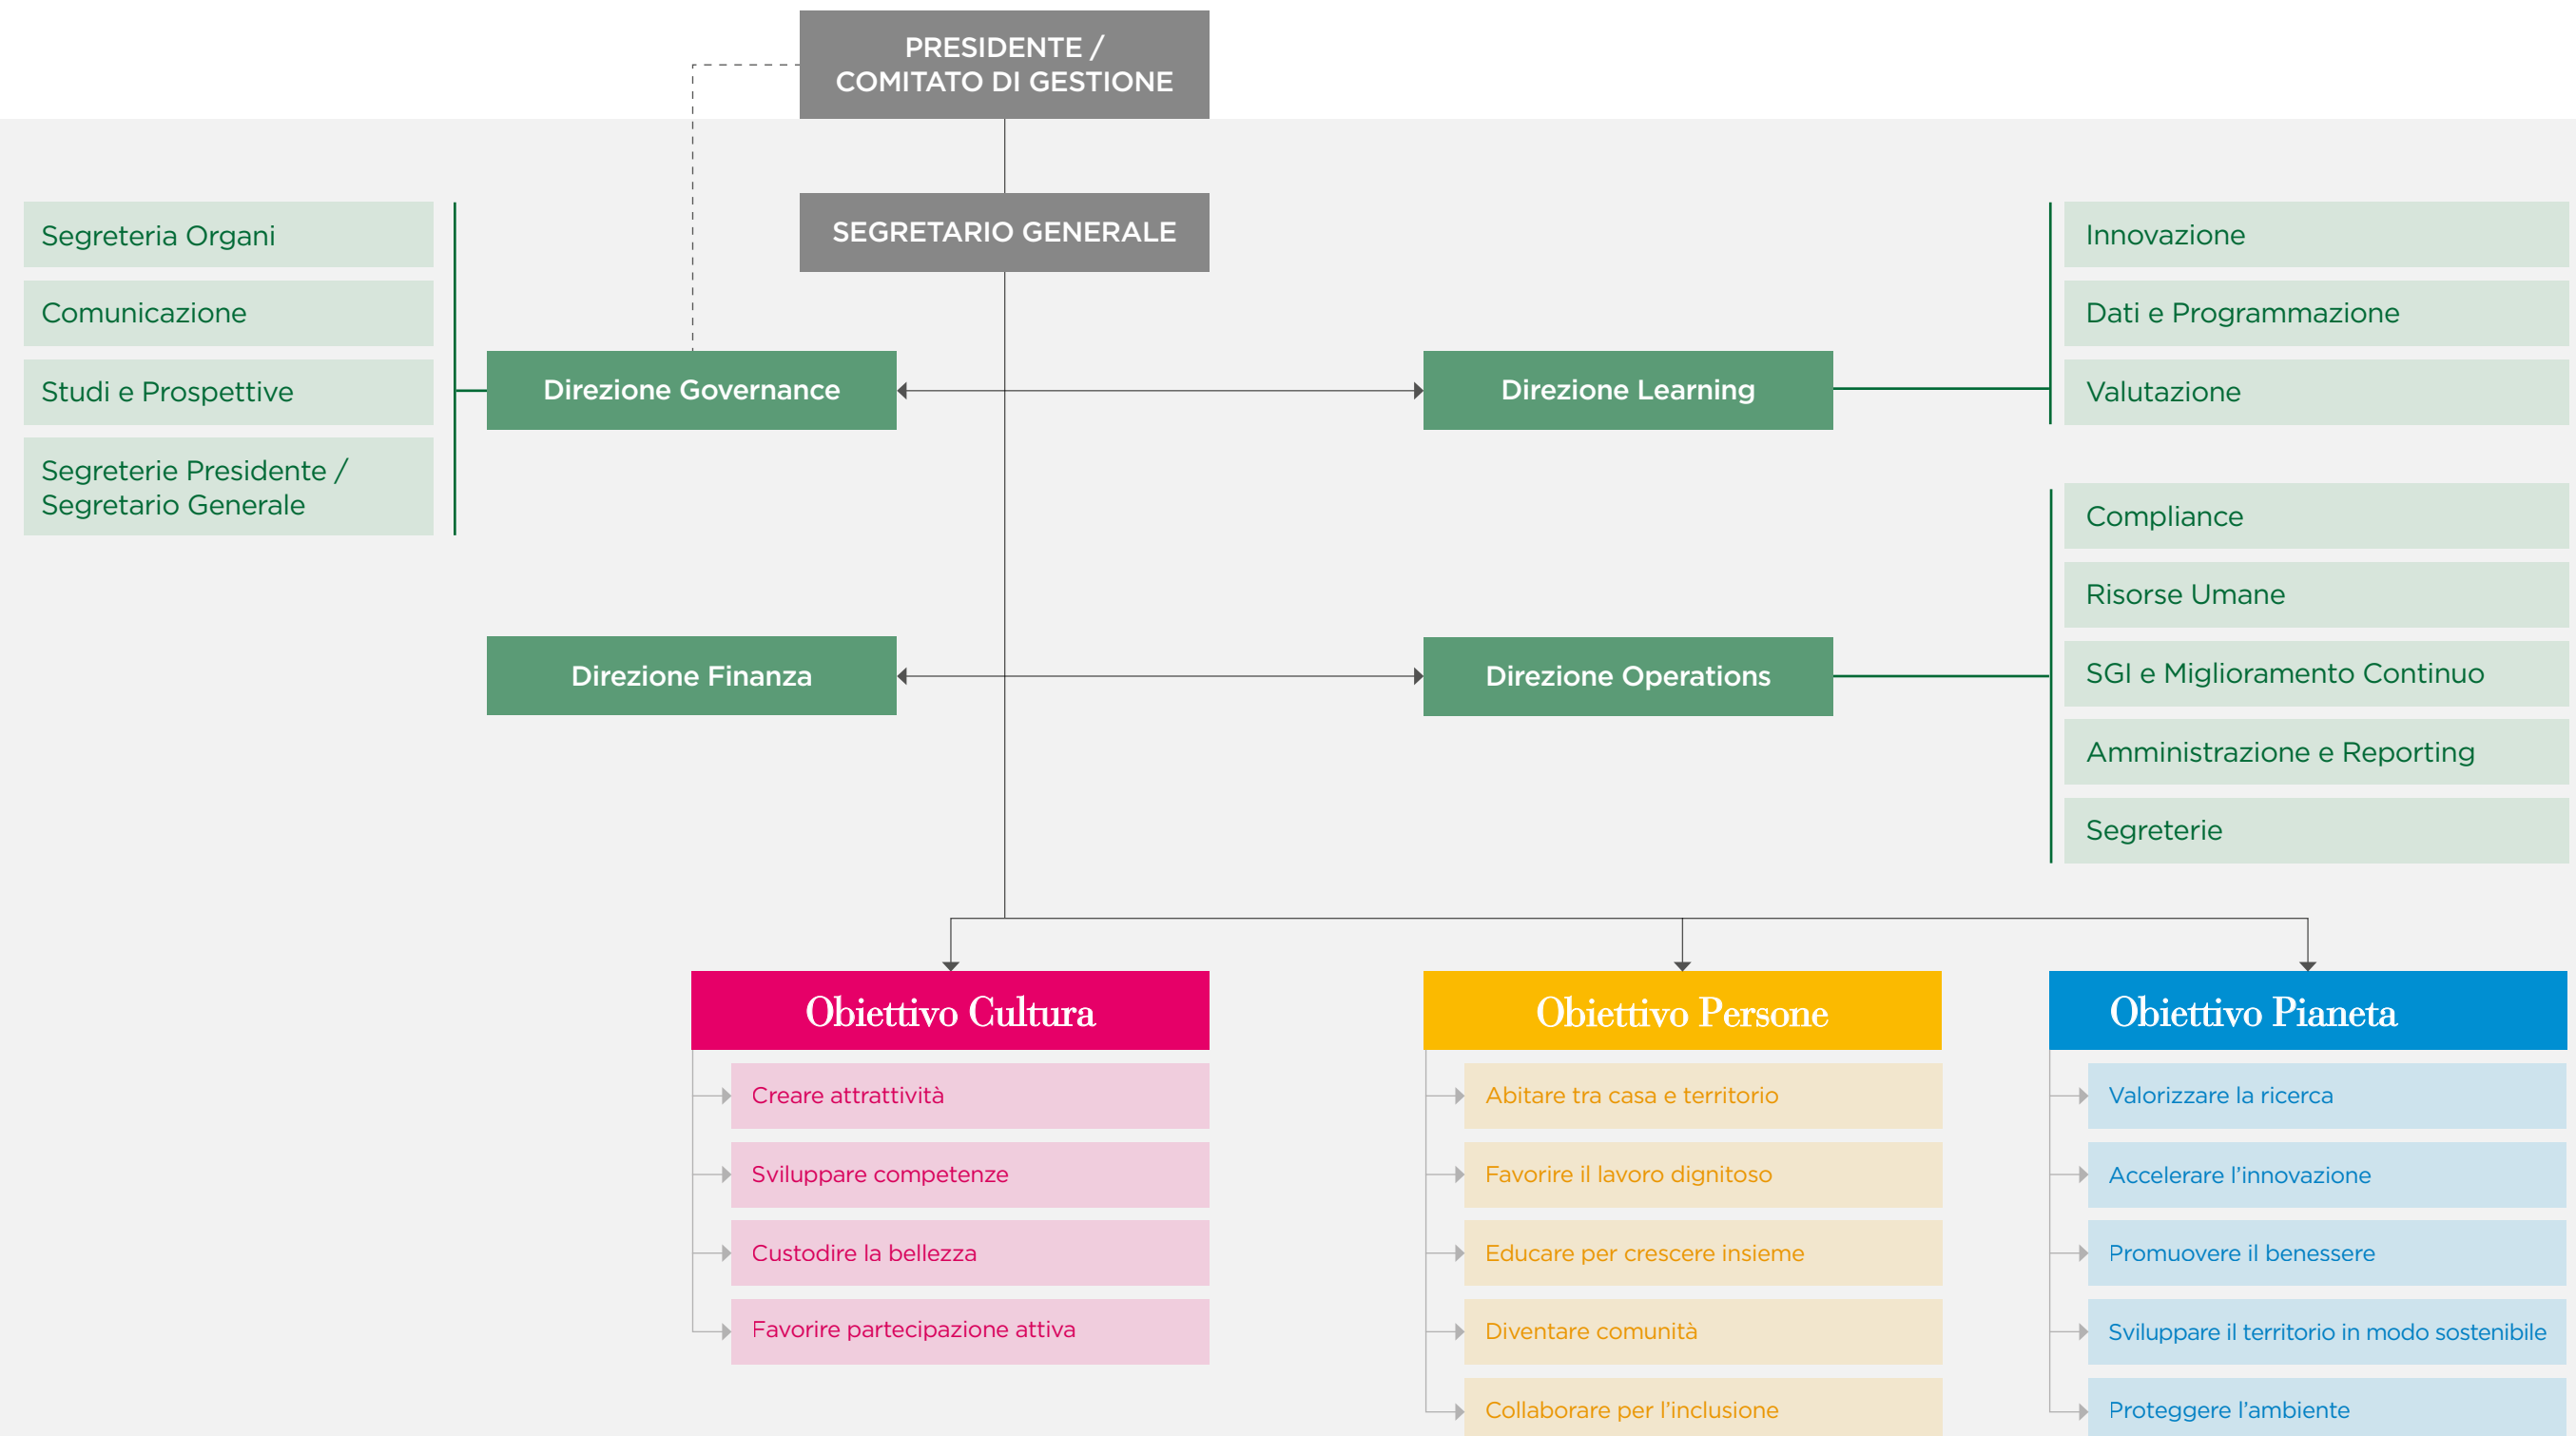 PRESIDENTE /
COMITATO DI GESTIONE
SEGRETARIO GENERALE
Segreteria Organi
Comunicazione
Studi e Prospettive
Segreterie Presidente /
Segretario Generale
Direzione Governance
Direzione Learning
Innovazione
Dati e Programmazione
Valutazione
Direzione Finanza
Direzione Operations
Compliance
Risorse Umane
SGI e Miglioramento Continuo
Amministrazione e Reporting
Segreterie
Obiettivo Cultura
Creare attrattività
Sviluppare competenze
Custodire la bellezza
Favorire partecipazione attiva
Obiettivo Persone
Abitare tra casa e territorio
Favorire il lavoro dignitoso
Educare per crescere insieme
Diventare comunità
Collaborare per l’inclusione
Obiettivo Pianeta
Valorizzare la ricerca
Accelerare l’innovazione
Promuovere il benessere
Sviluppare il territorio in modo sostenibile
Proteggere l’ambiente